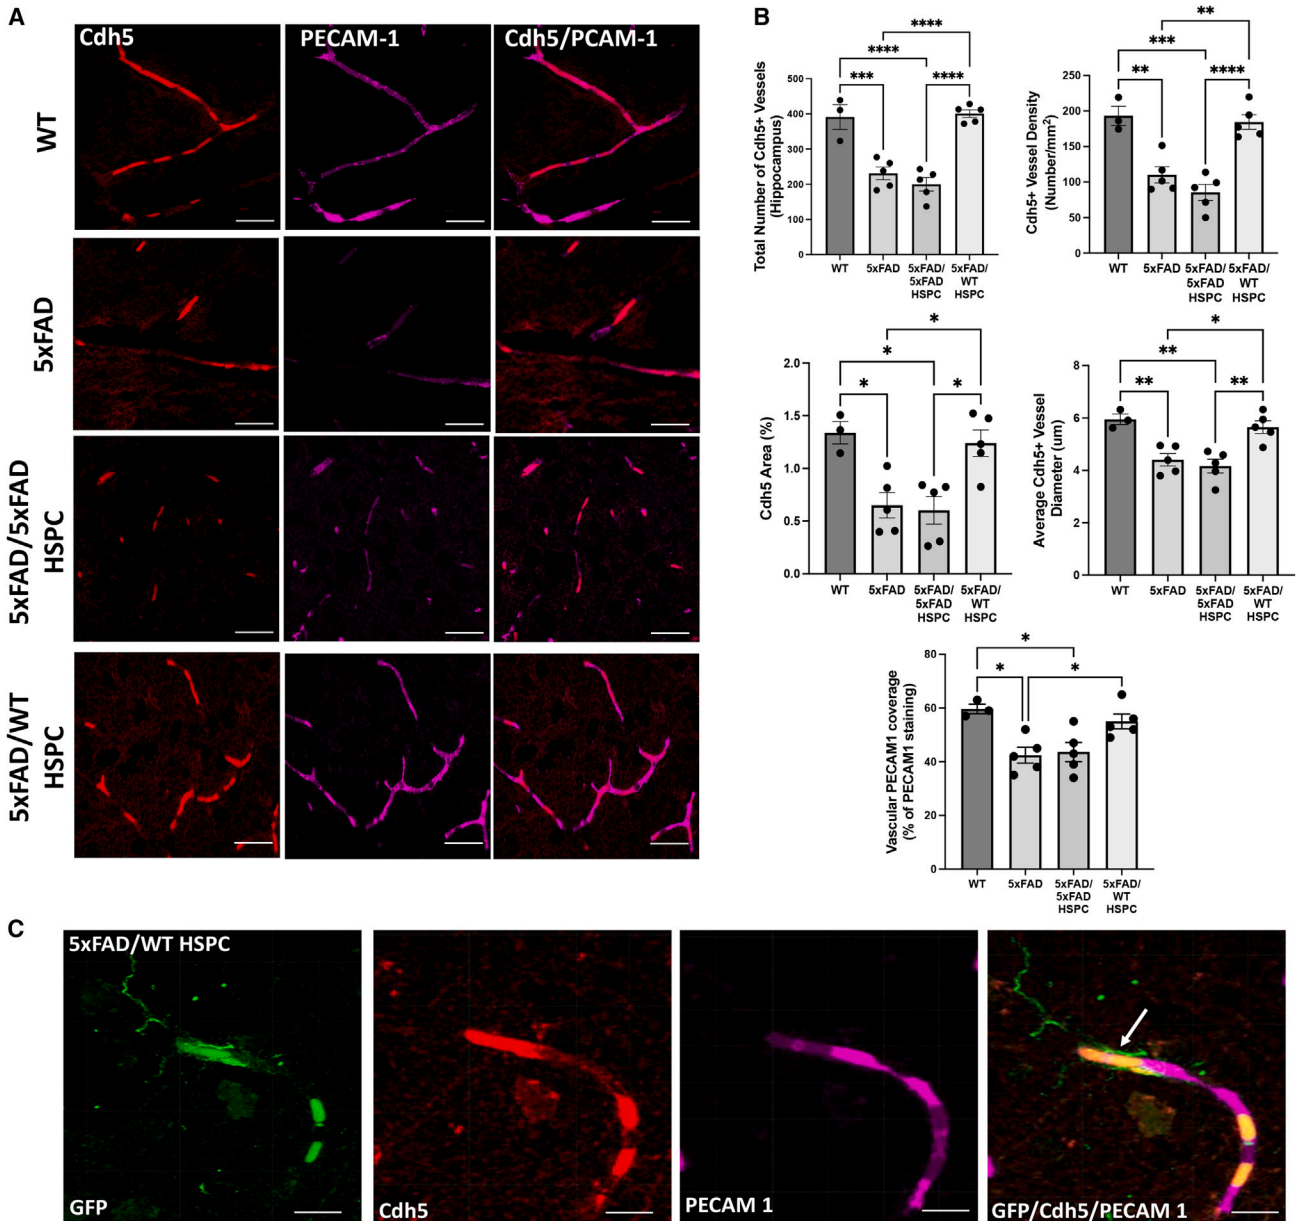 A
Cdh5
PECAM-1
Cdh5/PCAM-1
WT
5xFAD
5xFAD/5xFAD
HSPC
5xFAD/WT
HSPC
B
Total Number of Cdh5+ Vessels
(Hippocampus)
500
400
300
200
100
0
***
****
****
****
WT
5xFAD
5xFAD/
5xFAD
HSPC
5xFAD/
WT
HSPC
Cdh5+ Vessel Density
(Number/mm²)
250
200
150
100
50
0
**
***
****
**
WT
5xFAD
5xFAD/
5xFAD
HSPC
5xFAD/
WT
HSPC
Cdh5 Area (%)
2.0
1.5
1.0
0.5
0.0
*
*
*
*
WT
5xFAD
5xFAD/
5xFAD
HSPC
5xFAD/
WT
HSPC
Average Cdh5+ Vessel
Diameter (um)
8
6
4
2
0
**
**
**
*
WT
5xFAD
5xFAD/
5xFAD
HSPC
5xFAD/
WT
HSPC
Vascular PECAM1 coverage
(% of PECAM1 staining)
80
60
40
20
0
*
*
*
WT
5xFAD
5xFAD/
5xFAD
HSPC
5xFAD/
WT
HSPC
C
5xFAD/WT HSPC
GFP
Cdh5
PECAM 1
GFP/Cdh5/PECAM 1